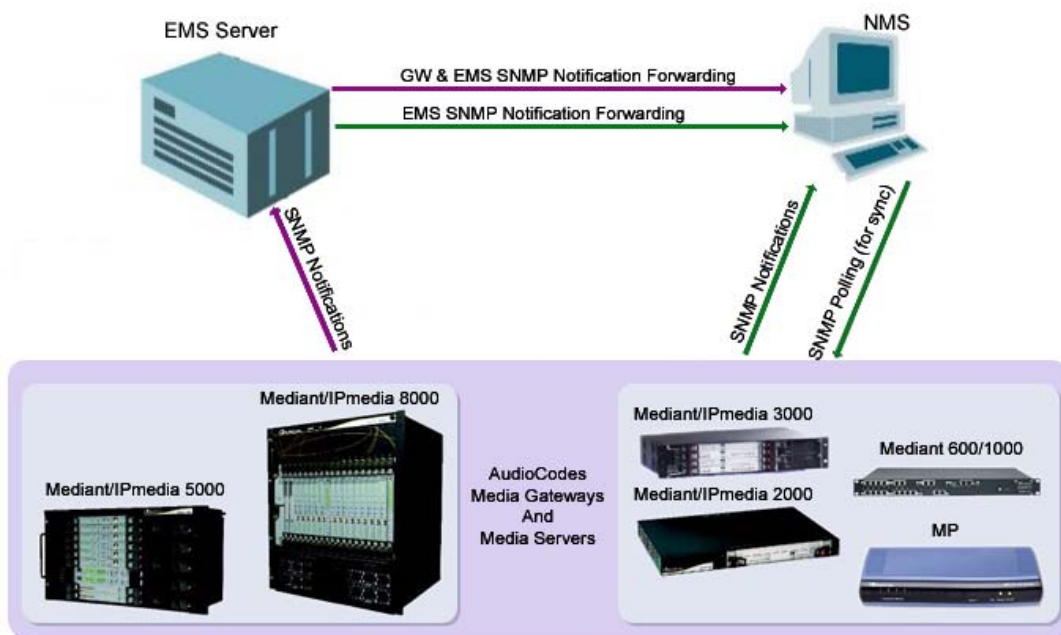 EMS Server
NMS
GW & EMS SNMP Notification Forwarding
EMS SNMP Notification Forwarding
SNMP Notifications
SNMP Notifications
SNMP Polling (for sync)
Mediant/IPmedia 8000
Mediant/IPmedia 5000
AudioCodes
Media Gateways
And
Media Servers
Mediant/IPmedia 3000
Mediant 600/1000
Mediant/IPmedia 2000
MP